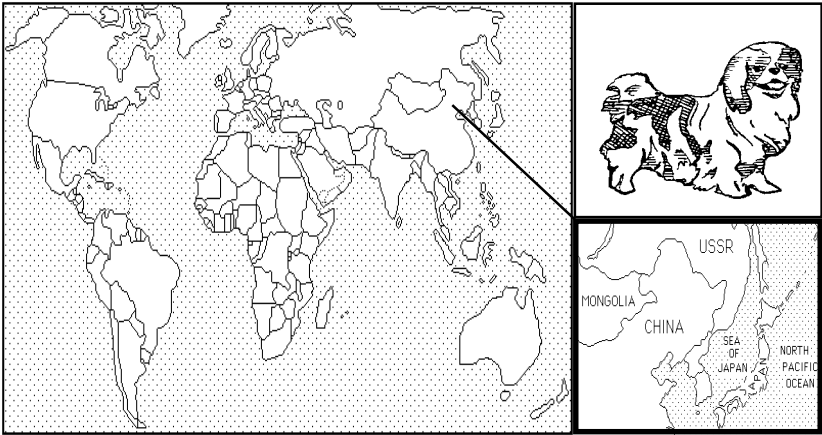 USSR
MONGOLIA
CHINA
SEA
OF
JAPAN
JAPAN
NORTH
PACIFIC
OCEAN